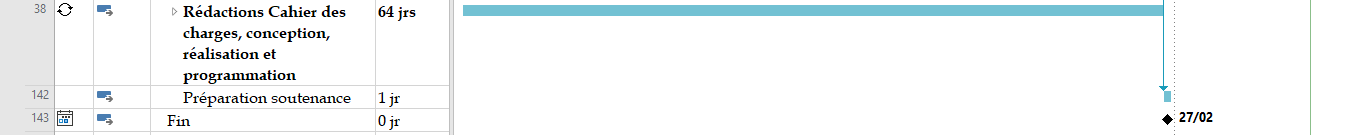 38 Rédactions Cahier des 64 jrs
charges, conception,
réalisation et
programmation
142 Préparation soutenance 1 jr
143 Fin 0 jr 27/02